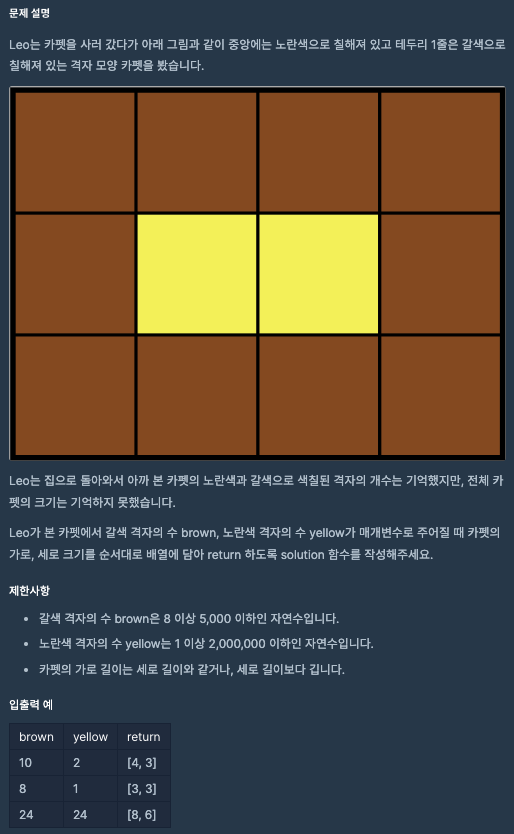 문제 설명
Leo는 카펫을 사러 갔다가 아래 그림과 같이 중앙에는 노란색으로 칠해져 있고 테두리 1줄은 갈색으로
칠해져 있는 격자 모양 카펫을 봤습니다.
Leo는 집으로 돌아와서 아까 본 카펫의 노란색과 갈색으로 색칠된 격자의 개수는 기억했지만, 전체 카
펫의 크기는 기억하지 못했습니다.
Leo가 본 카펫에서 갈색 격자의 수 brown, 노란색 격자의 수 yellow가 매개변수로 주어질 때 카펫의
가로, 세로 크기를 순서대로 배열에 담아 return 하도록 solution 함수를 작성해주세요.
제한사항
• 갈색 격자의 수 brown은 8 이상 5,000 이하인 자연수입니다.
• 노란색 격자의 수 yellow는 1 이상 2,000,000 이하인 자연수입니다.
• 카펫의 가로 길이는 세로 길이와 같거나, 세로 길이보다 깁니다.
입출력 예
brown yellow return
10 2 [4, 3]
8 1 [3, 3]
24 24 [8, 6]